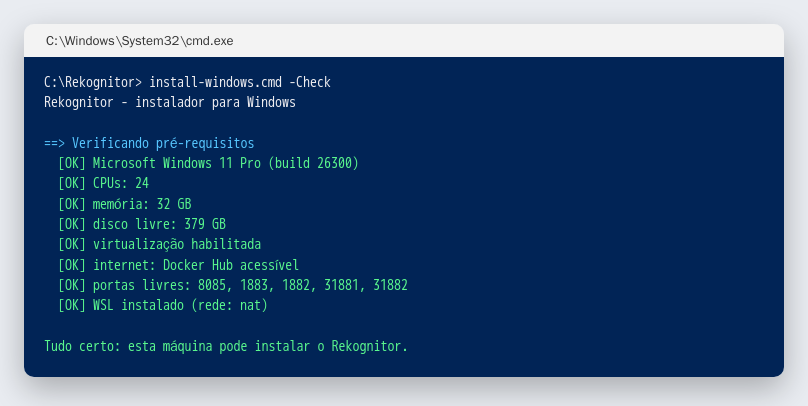 C:\Windows\System32\cmd.exe
C:\Rekognitor> install-windows.cmd -Check
Rekognitor - instalador para Windows
==> Verificando pré-requisitos
[OK] Microsoft Windows 11 Pro (build 26300)
[OK] CPUs: 24
[OK] memória: 32 GB
[OK] disco livre: 379 GB
[OK] virtualização habilitada
[OK] internet: Docker Hub acessível
[OK] portas livres: 8085, 1883, 1882, 31881, 31882
[OK] WSL instalado (rede: nat)
Tudo certo: esta máquina pode instalar o Rekognitor.